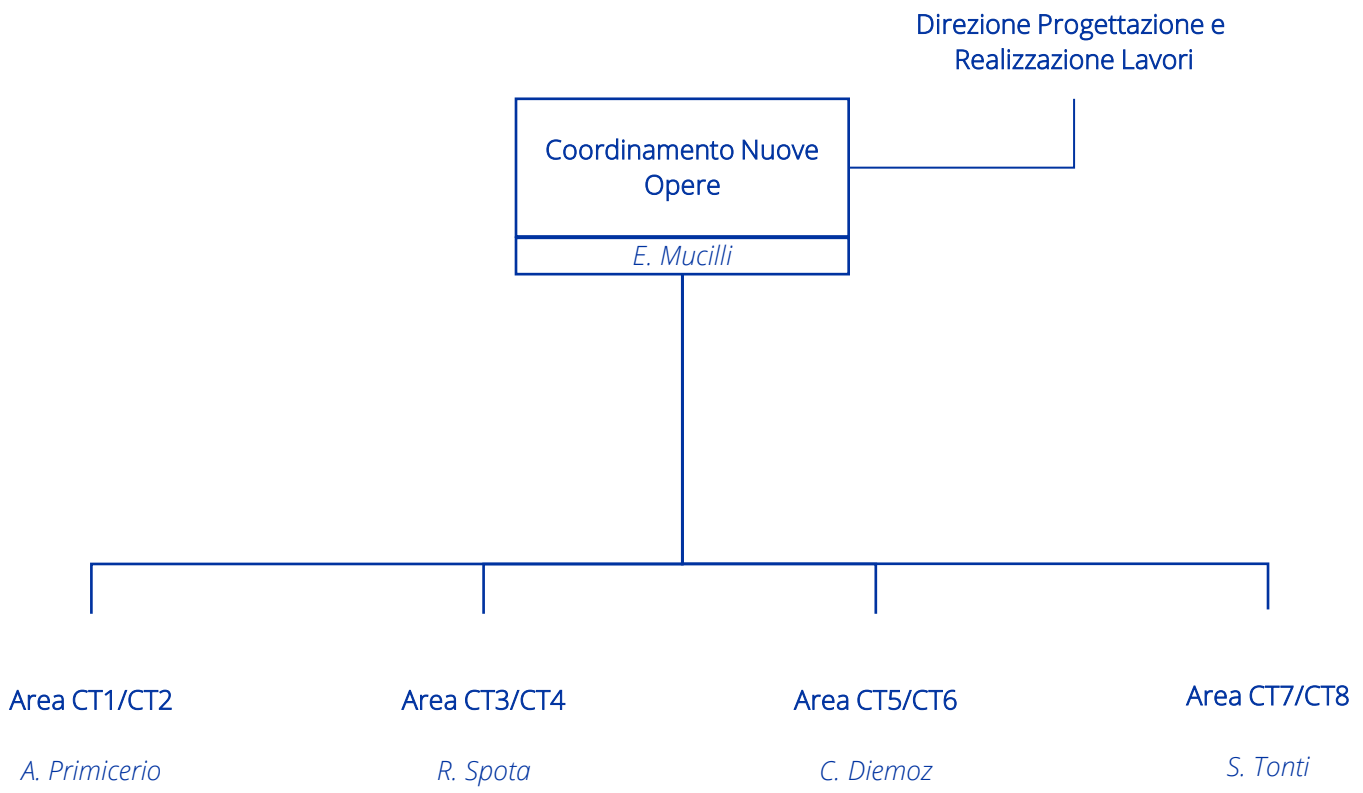 Direzione Progettazione e
Realizzazione Lavori
Coordinamento Nuove
Opere
E. Mucilli
Area CT1/CT2
A. Primicerio
Area CT3/CT4
R. Spota
Area CT5/CT6
C. Diemoz
Area CT7/CT8
S. Tonti